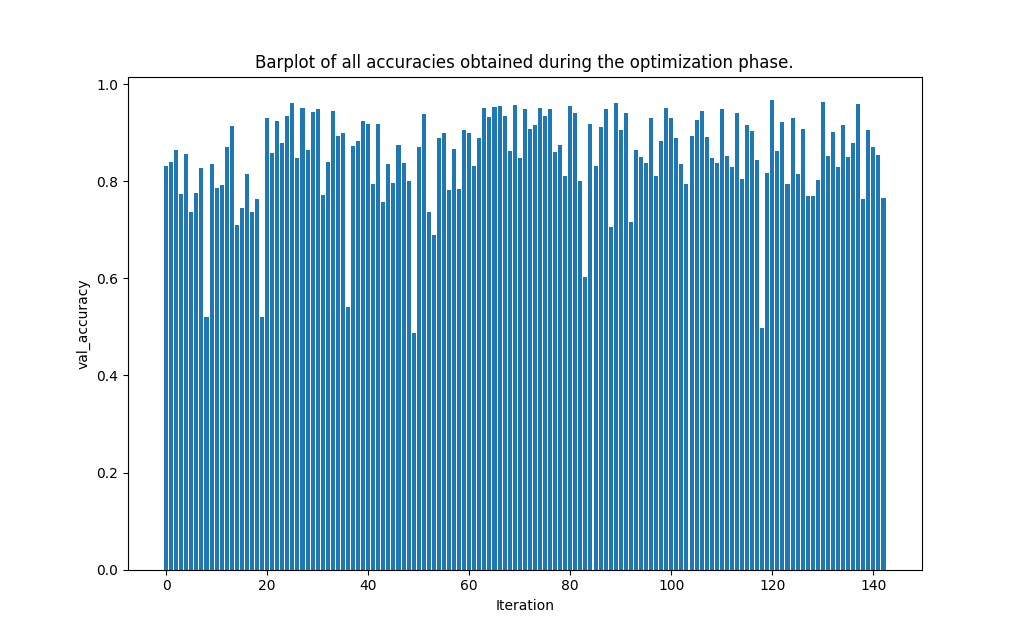 Barplot of all accuracies obtained during the optimization phase.
1.0
0.8
0.6
0.4
0.2
0.0
val_accuracy
0 20 40 60 80 100 120 140
Iteration